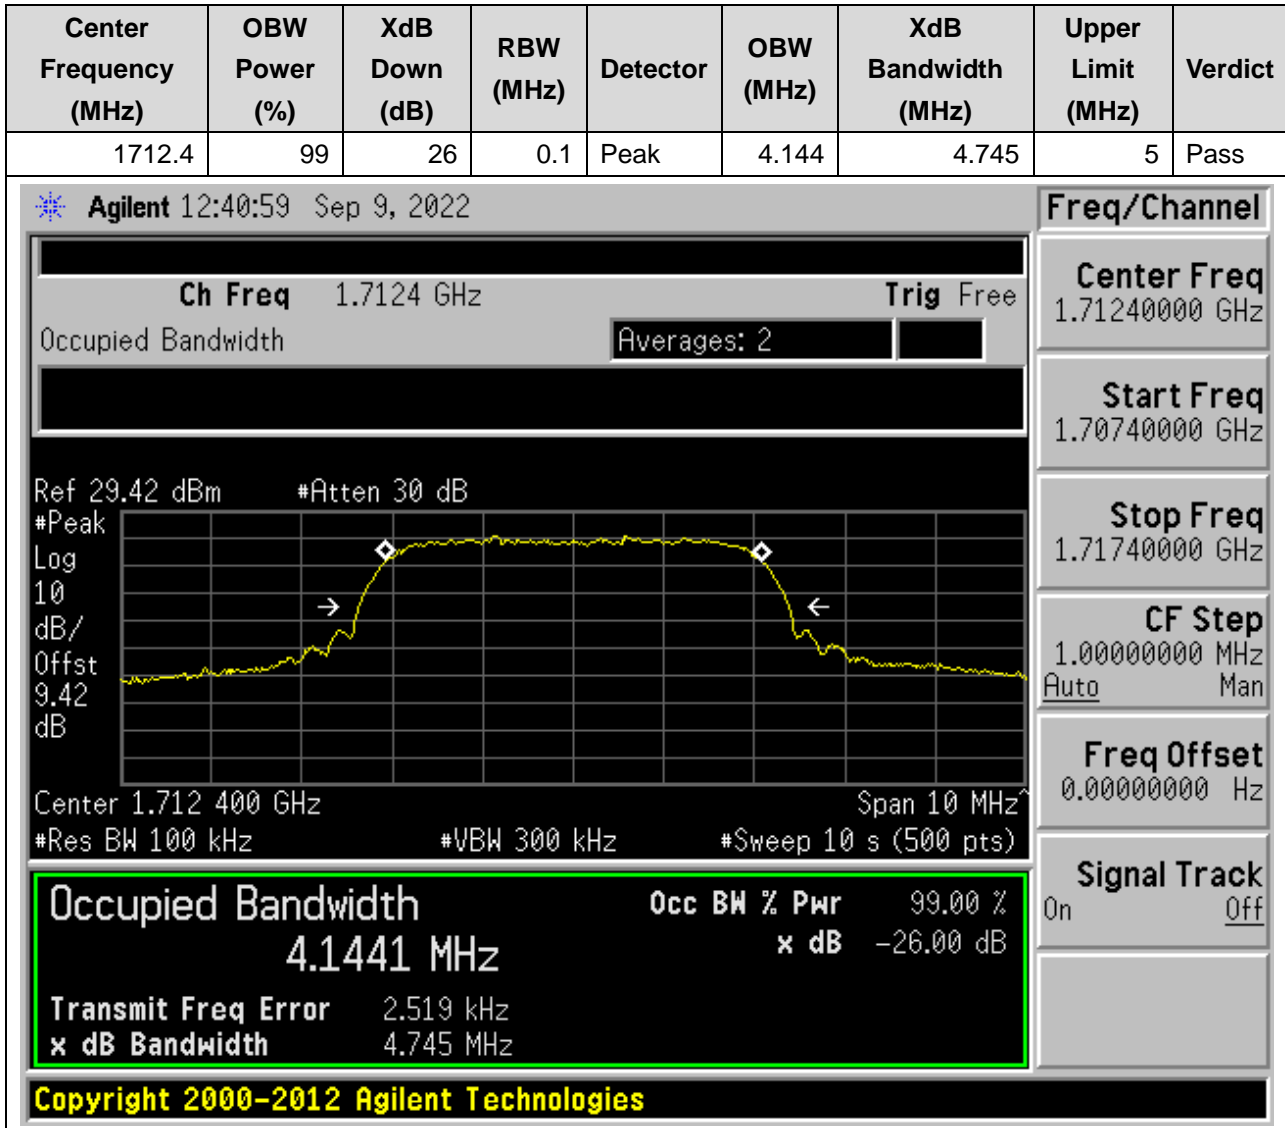 Center Frequency (MHz) OBW Power (%) XdB Down (dB) RBW (MHz) Detector OBW (MHz) XdB Bandwidth (MHz) Upper Limit (MHz) Verdict
1712.4 99 26 0.1 Peak 4.144 4.745 5 Pass
Agilent 12:40:59 Sep 9, 2022
Freq/Channel
Ch Freq 1.7124 GHz Trig Free
Occupied Bandwidth Averages: 2
Center Freq
1.71240000 GHz
Start Freq
1.70740000 GHz
Stop Freq
1.71740000 GHz
CF Step
1.00000000 MHz
Auto Man
Freq Offset
0.00000000 Hz
Signal Track
On Off
Ref 29.42 dBm #Atten 30 dB
#Peak
Log
10
dB/
Offst
9.42
dB
Center 1.712 400 GHz Span 10 MHz^
#Res BW 100 kHz #VBW 300 kHz #Sweep 10 s (500 pts)
Occupied Bandwidth Occ BW % Pwr 99.00 %
4.1441 MHz x dB -26.00 dB
Transmit Freq Error 2.519 kHz
x dB Bandwidth 4.745 MHz
Copyright 2000-2012 Agilent Technologies